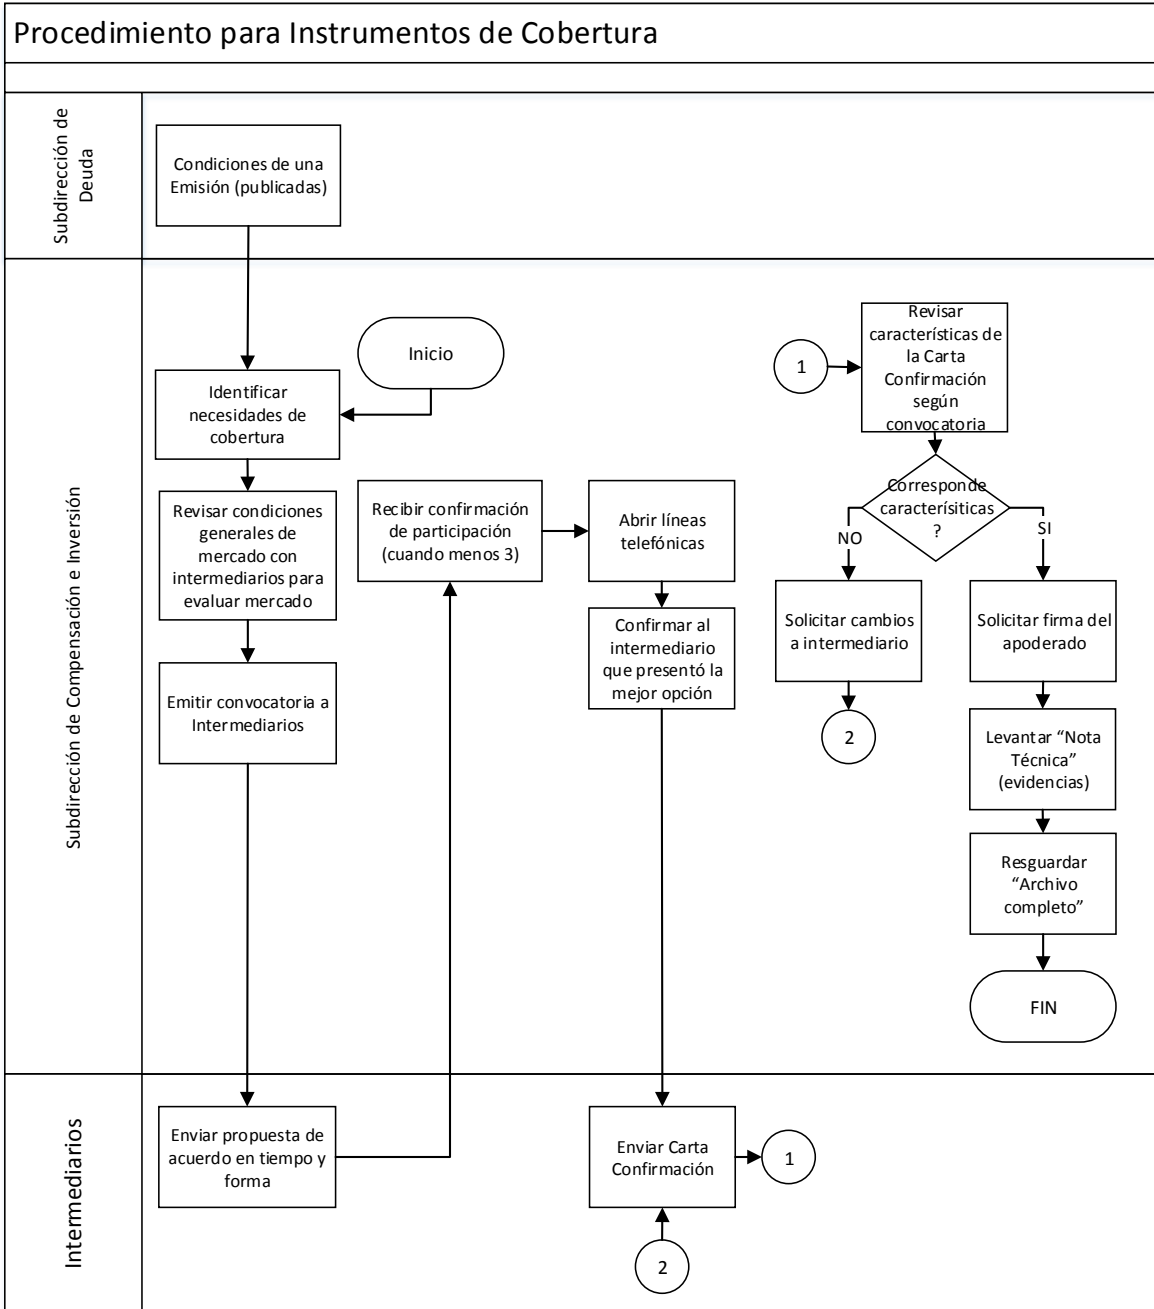 Procedimiento para Instrumentos de Cobertura
Subdirección de
Deuda
Condiciones de una
Emisión (publicadas)
Subdirección de Compensación e Inversión
Inicio
Identificar
necesidades de
cobertura
Revisar condiciones
generales de
mercado con
intermediarios para
evaluar mercado
Emitir convocatoria a
Intermediarios
Recibir confirmación
de participación
(cuando menos 3)
Abrir líneas
telefónicas
Confirmar al
intermediario
que presentó la
mejor opción
1
Revisar
características de
la Carta
Confirmación
según
convocatoria
Corresponde
caracterísiticas
?
NO
SI
Solicitar cambios
a intermediario
2
Solicitar firma del
apoderado
Levantar “Nota
Técnica”
(evidencias)
Resguardar
“Archivo
completo”
FIN
Intermediarios
Enviar propuesta de
acuerdo en tiempo y
forma
Enviar Carta
Confirmación
1
2